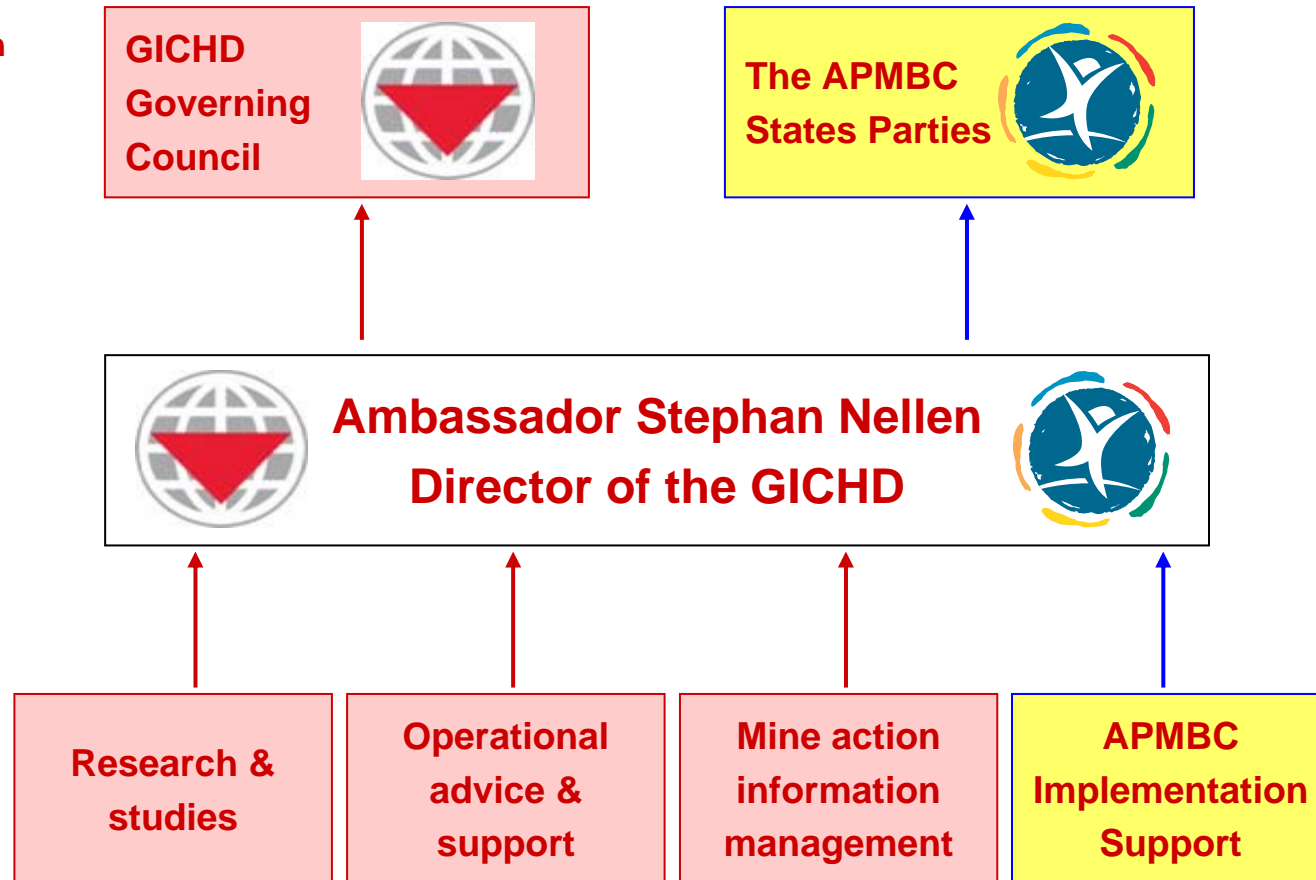 GICHD
Governing
Council
The APMBC
States Parties
Ambassador Stephan Nellen
Director of the GICHD
Research &
studies
Operational
advice &
support
Mine action
information
management
APMBC
Implementation
Support